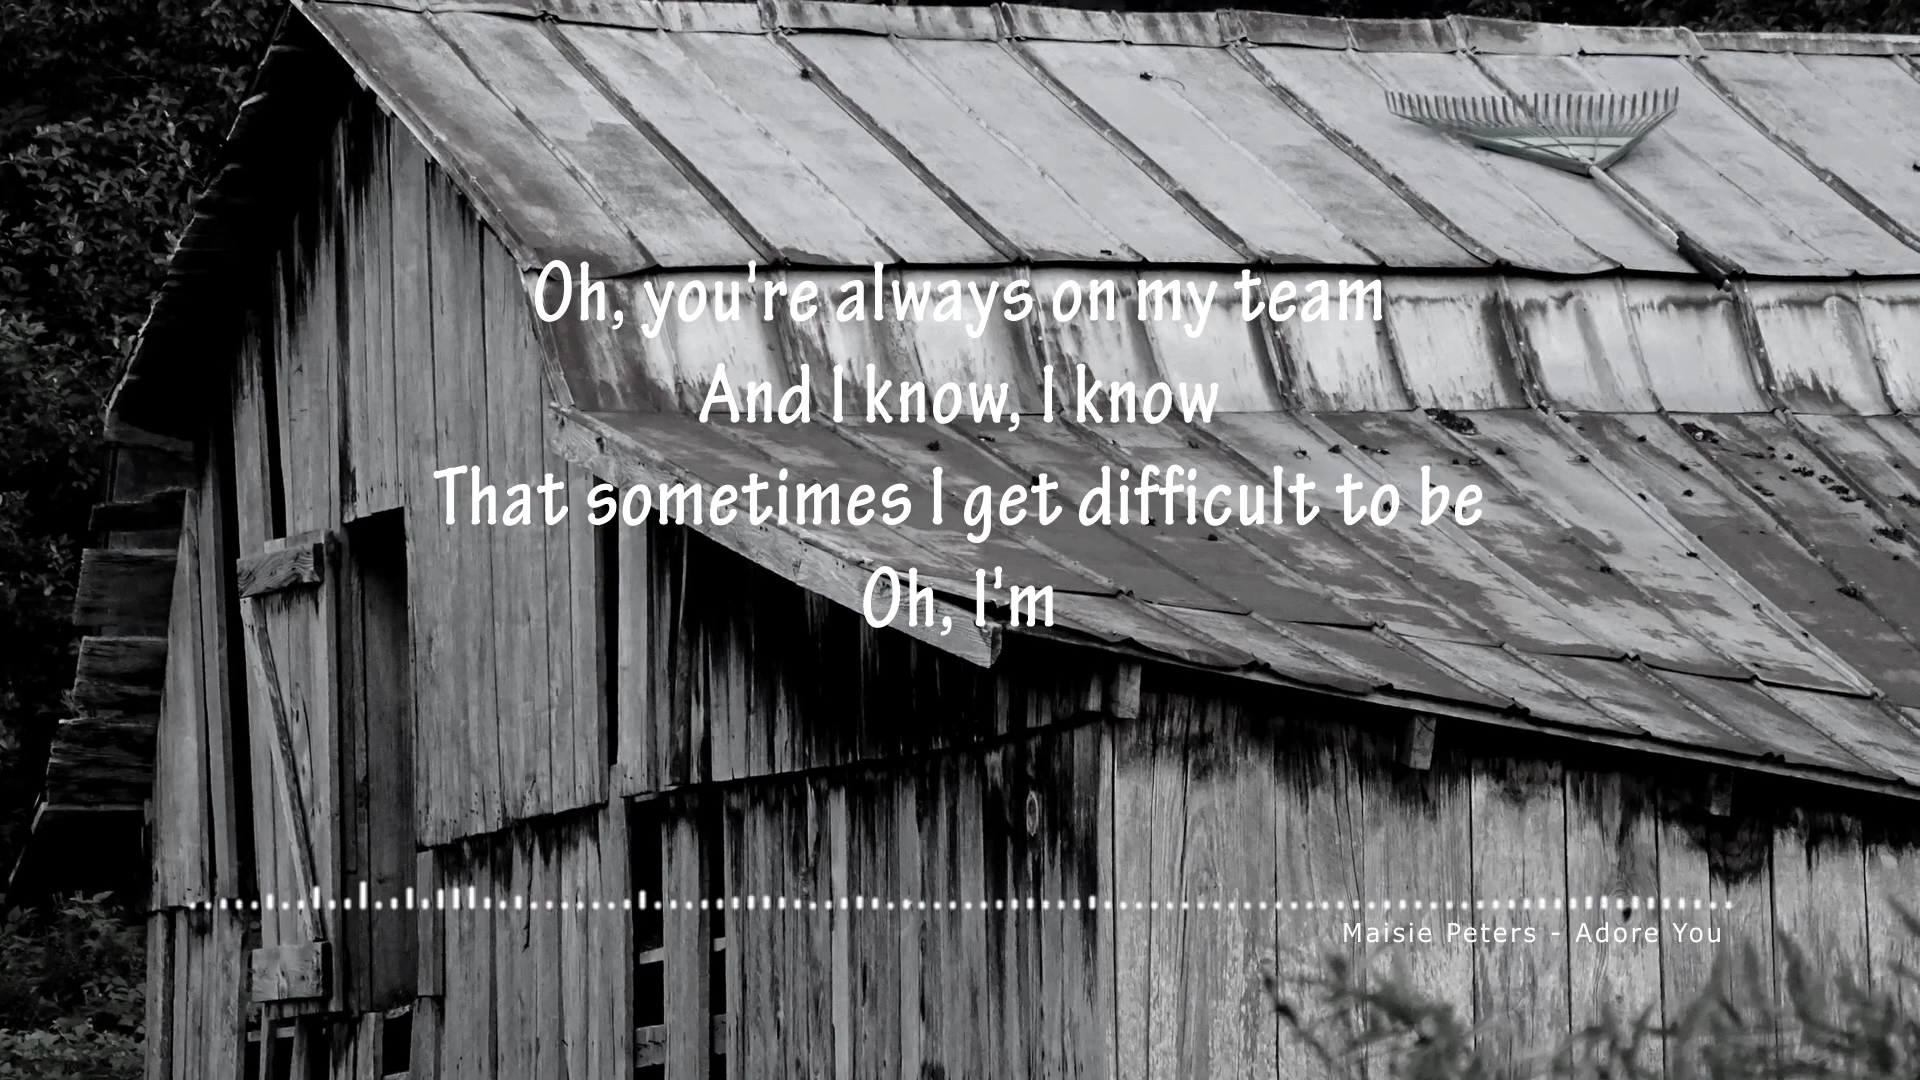 Oh, you're always on my team
And I know, I know
That sometimes I get difficult to be
Oh, I'm
Maisie Peters - Adore You